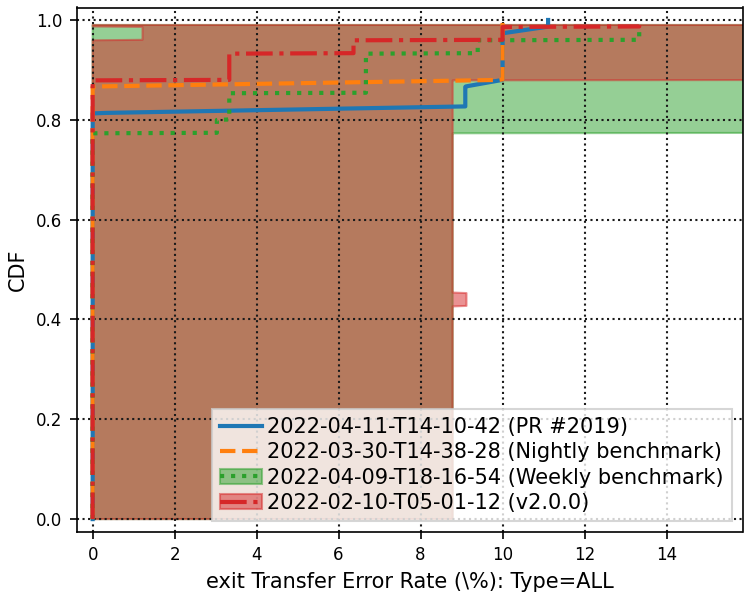 1.0
0.8
0.6
0.4
0.2
0.0
CDF
2022-04-11-T14-10-42 (PR #2019)
2022-03-30-T14-38-28 (Nightly benchmark)
2022-04-09-T18-16-54 (Weekly benchmark)
2022-02-10-T05-01-12 (v2.0.0)
0 2 4 6 8 10 12 14
exit Transfer Error Rate (\%): Type=ALL